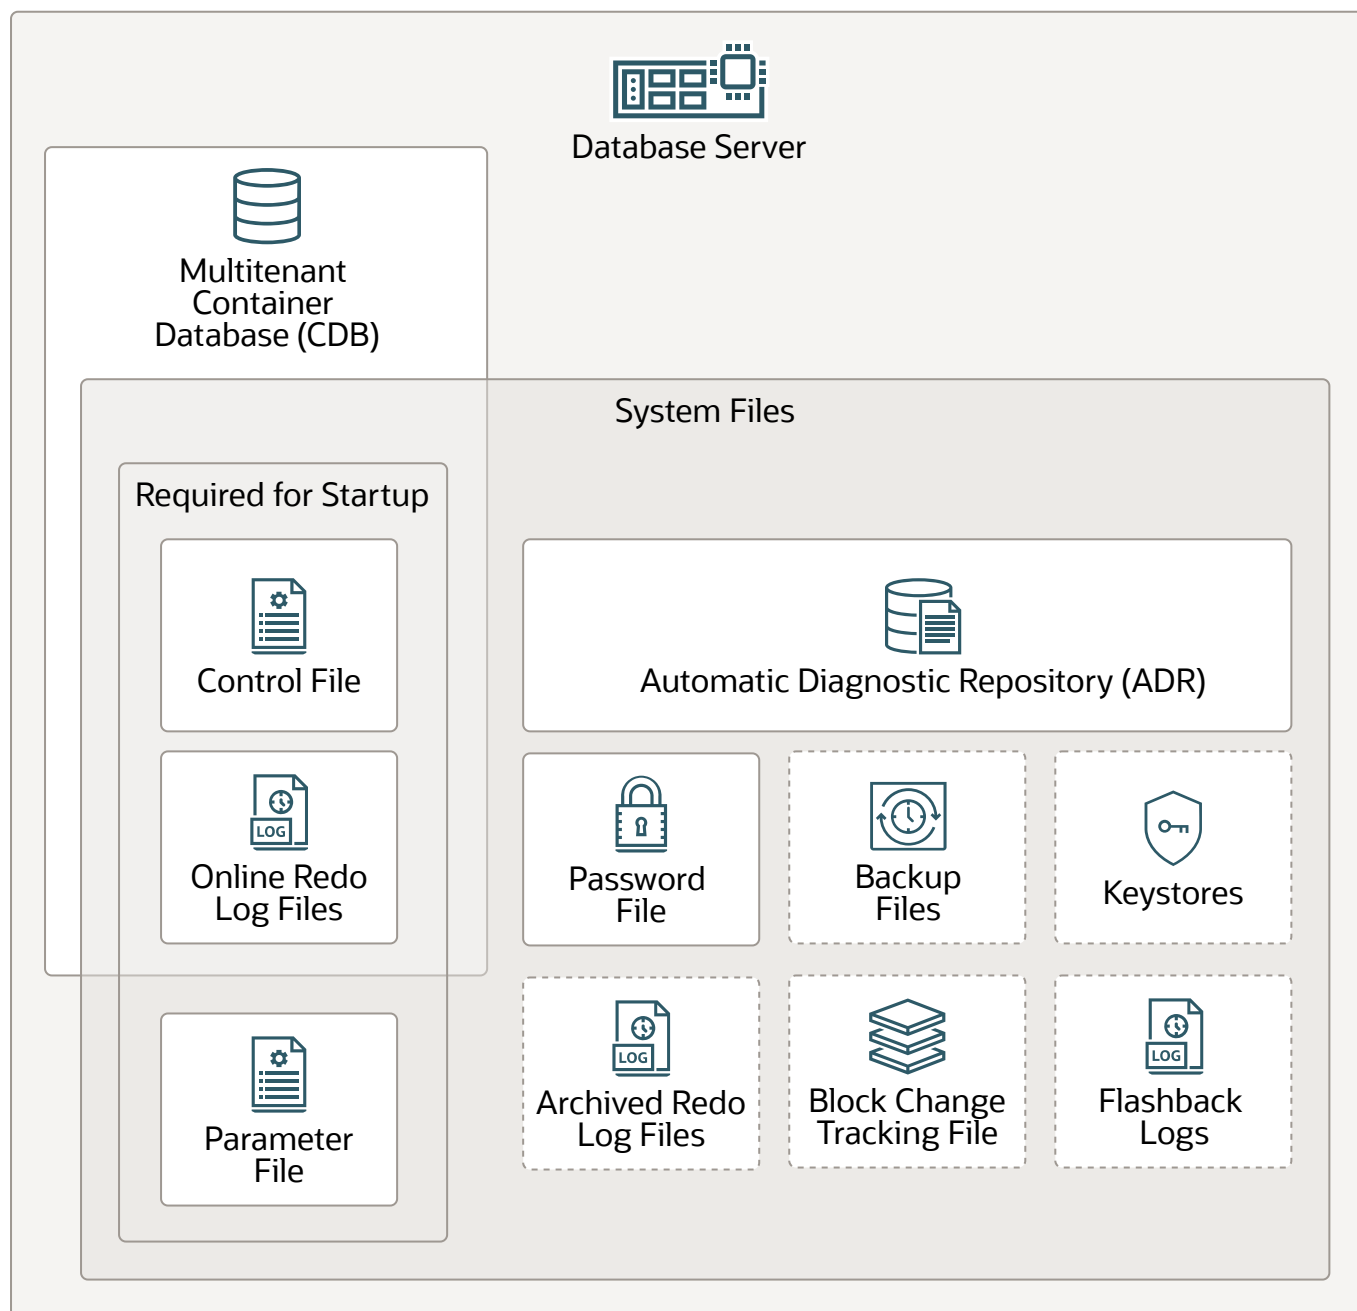 Database Server
Multitenant
Container
Database (CDB)
System Files
Required for Startup
Control File
Automatic Diagnostic Repository (ADR)
LOG
Online Redo
Log Files
Password
File
Backup
Files
Keystores
Parameter
File
LOG
Archived Redo
Log Files
Block Change
Tracking File
LOG
Flashback
Logs